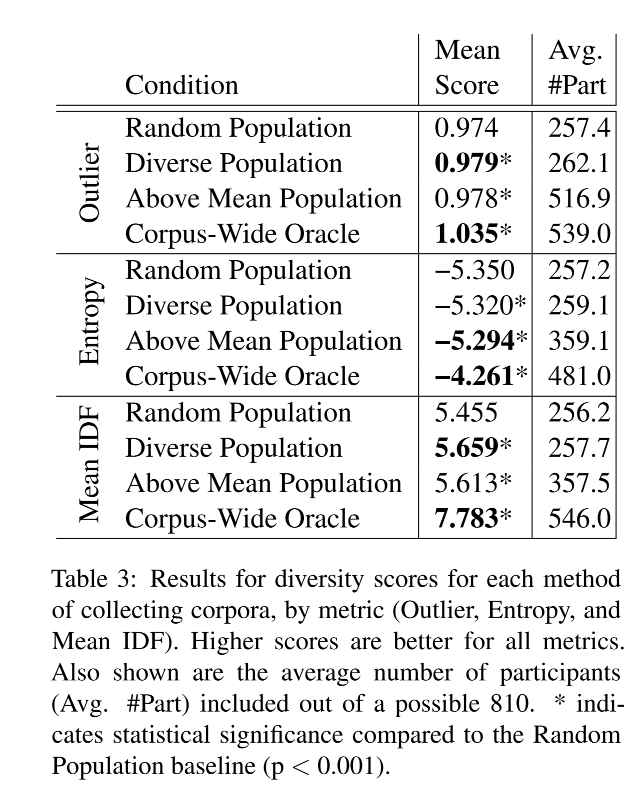 Mean Avg.
Condition Score #Part
Outlier
Random Population 0.974 257.4
Diverse Population 0.979* 262.1
Above Mean Population 0.978* 516.9
Corpus-Wide Oracle 1.035* 539.0
Entropy
Random Population −5.350 257.2
Diverse Population −5.320* 259.1
Above Mean Population −5.294* 359.1
Corpus-Wide Oracle −4.261* 481.0
Mean IDF
Random Population 5.455 256.2
Diverse Population 5.659* 257.7
Above Mean Population 5.613* 357.5
Corpus-Wide Oracle 7.783* 546.0
Table 3: Results for diversity scores for each method
of collecting corpora, by metric (Outlier, Entropy, and
Mean IDF). Higher scores are better for all metrics.
Also shown are the average number of participants
(Avg. #Part) included out of a possible 810. * indi-
cates statistical significance compared to the Random
Population baseline (p < 0.001).